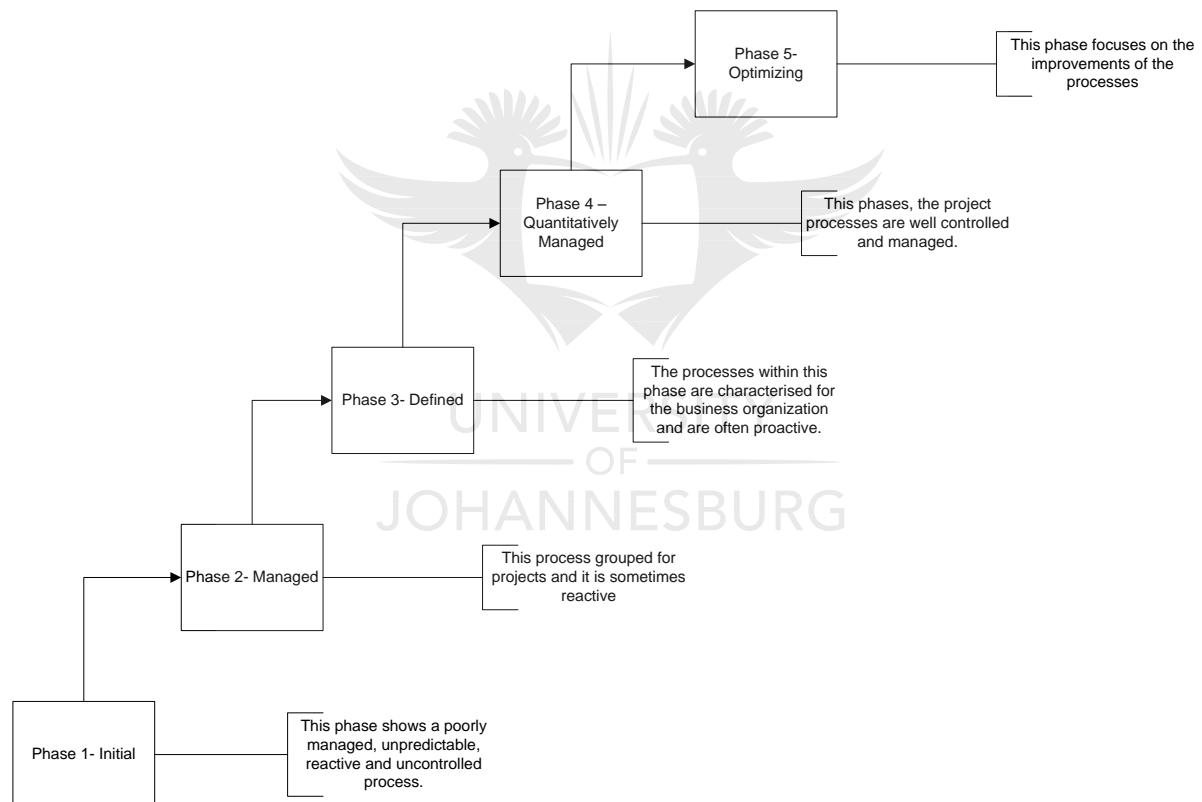 Phase 5-
Optimizing
This phase focuses on the
improvements of the
processes
Phase 4 –
Quantitatively
Managed
This phases, the project
processes are well controlled
and managed.
Phase 3- Defined
The processes within this
phase are characterised for
the business organization
and are often proactive.
UNIVERSITY
OF
JOHANNESBURG
Phase 2- Managed
This process grouped for
projects and it is sometimes
reactive
Phase 1- Initial
This phase shows a poorly
managed, unpredictable,
reactive and uncontrolled
process.